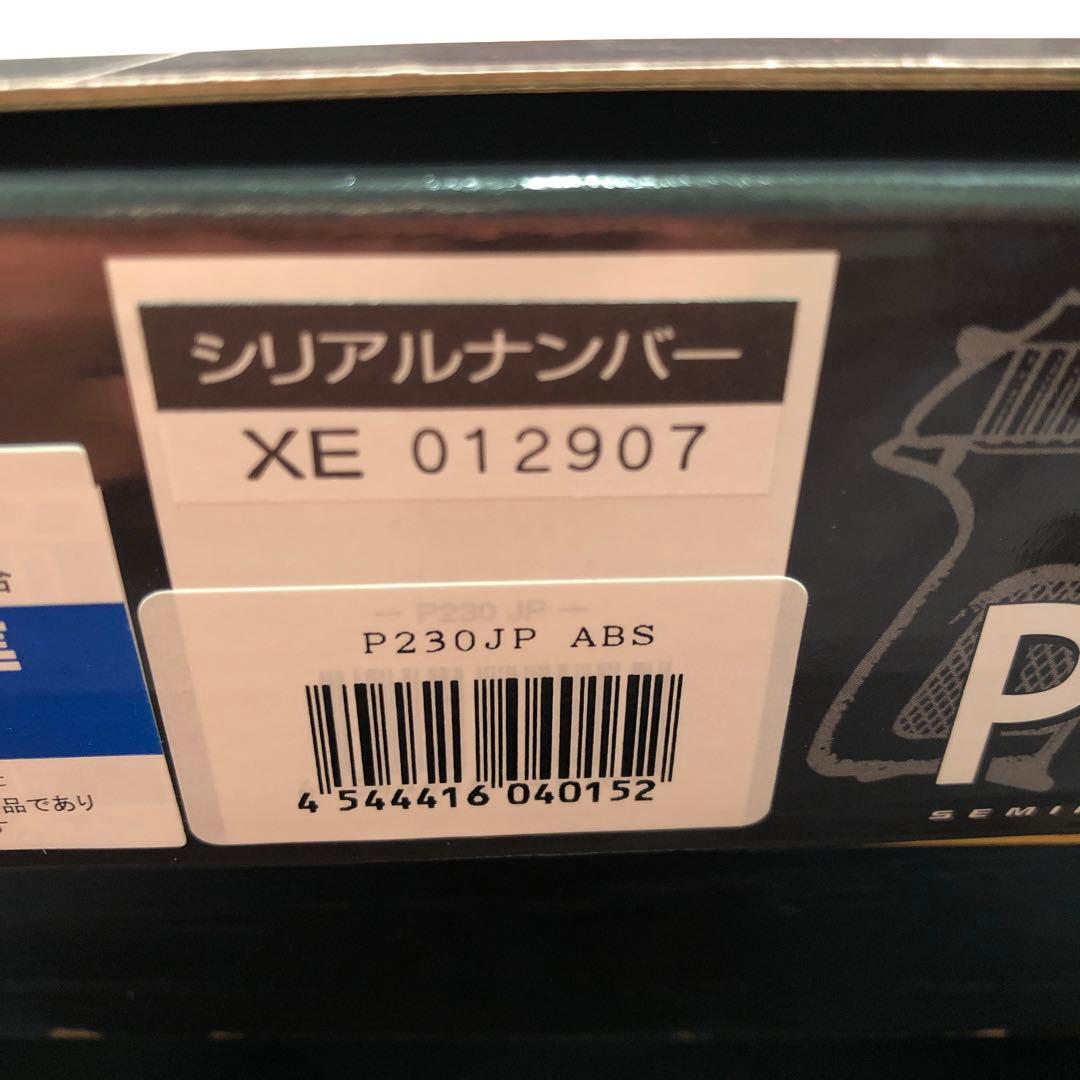 シリアルナンバー
XE 012907
P230 JP
P230JP ABS
4 544416 040152
品であり
P
SEMI